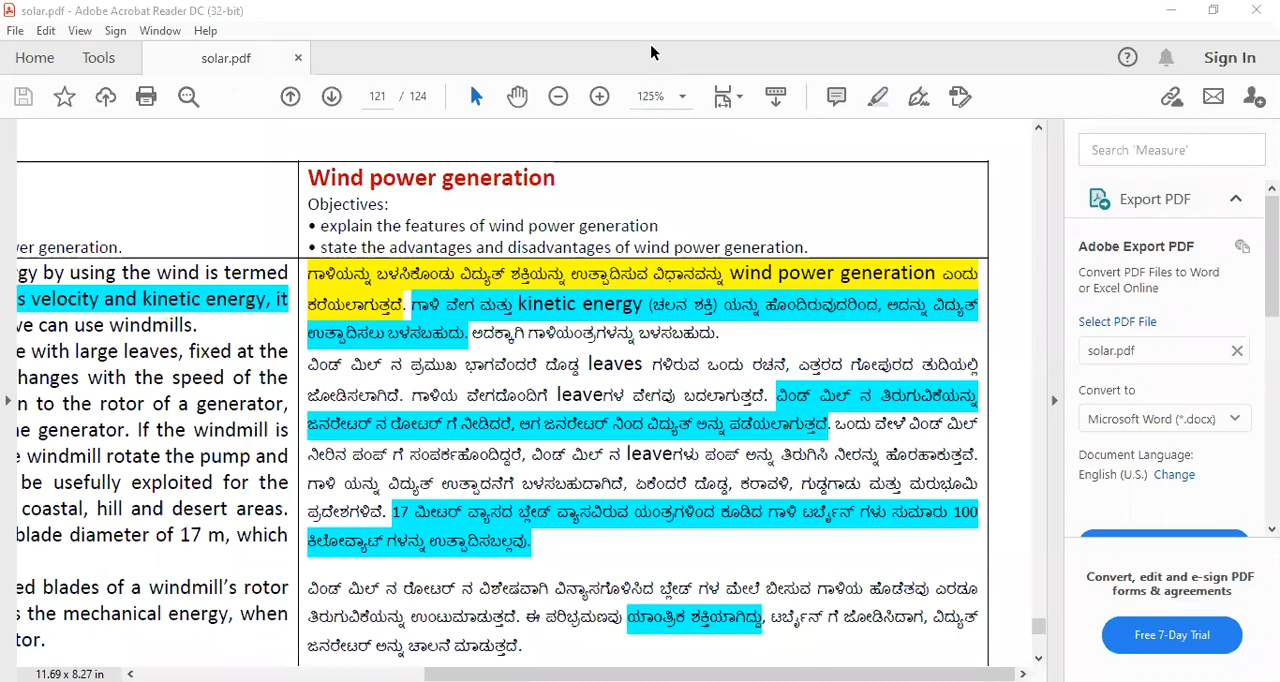 solar.pdf - Adobe Acrobat Reader DC (32-bit)
File Edit View Sign Window Help
Home Tools solar.pdf × Sign In
121 / 124 125%
Wind power generation
Objectives:
• explain the features of wind power generation
• state the advantages and disadvantages of wind power generation.
er generation.
gy by using the wind is termed
s velocity and kinetic energy, it
we can use windmills.
e with large leaves, fixed at the
hanges with the speed of the
n to the rotor of a generator,
e generator. If the windmill is
e windmill rotate the pump and
be usefully exploited for the
coastal, hill and desert areas.
blade diameter of 17 m, which
ed blades of a windmill's rotor
s the mechanical energy, when
tor.
ಗಾಳಿಯನ್ನು ಬಳಸಿಕೊಂಡು ವಿದ್ಯುತ್ ಶಕ್ತಿಯನ್ನು ಉತ್ಪಾದಿಸುವ ವಿಧಾನವನ್ನು wind power generation ಎಂದು
ಕರೆಯಲಾಗುತ್ತದೆ. ಗಾಳಿ ವೇಗ ಮತ್ತು kinetic energy (ಚಲನ ಶಕ್ತಿ) ಯನ್ನು ಹೊಂದಿರುವುದರಿಂದ, ಅದನ್ನು ವಿದ್ಯುತ್
ಉತ್ಪಾದಿಸಲು ಬಳಸಬಹುದು. ಅದಕ್ಕಾಗಿ ಗಾಳಿಯಂತ್ರಗಳನ್ನು ಬಳಸಬಹುದು.
ವಿಂಡ್ ಮಿಲ್ ನ ಪ್ರಮುಖ ಭಾಗವೆಂದರೆ ದೊಡ್ಡ leaves ಗಳಿರುವ ಒಂದು ರಚನೆ, ಎತ್ತರದ ಗೋಪುರದ ತುದಿಯಲ್ಲಿ
ಜೋಡಿಸಲಾಗಿದೆ. ಗಾಳಿಯ ವೇಗದೊಂದಿಗೆ leaveಗಳ ವೇಗವು ಬದಲಾಗುತ್ತದೆ. ವಿಂಡ್ ಮಿಲ್ ನ ತಿರುಗುವಿಕೆಯನ್ನು
ಜನರೇಟರ್ ನ ರೋಟರ್ ಗೆ ನೀಡಿದರೆ, ಆಗ ಜನರೇಟರ್ ನಿಂದ ವಿದ್ಯುತ್ ಅನ್ನು ಪಡೆಯಲಾಗುತ್ತದೆ. ಒಂದು ವೇಳೆ ವಿಂಡ್ ಮಿಲ್
ನೀರಿನ ಪಂಪ್ ಗೆ ಸಂಪರ್ಕಹೊಂದಿದ್ದರೆ, ವಿಂಡ್ ಮಿಲ್ ನ leaveಗಳು ಪಂಪ್ ಅನ್ನು ತಿರುಗಿಸಿ ನೀರನ್ನು ಹೊರಹಾಕುತ್ತವೆ.
ಗಾಳಿ ಯನ್ನು ವಿದ್ಯುತ್ ಉತ್ಪಾದನೆಗೆ ಬಳಸಬಹುದಾಗಿದೆ, ಏಕೆಂದರೆ ದೊಡ್ಡ, ಕರಾವಳಿ, ಗುಡ್ಡಗಾಡು ಮತ್ತು ಮರುಭೂಮಿ
ಪ್ರದೇಶಗಳಿವೆ. 17 ಮೀಟರ್ ವ್ಯಾಸದ ಬ್ಲೇಡ್ ವ್ಯಾಸವಿರುವ ಯಂತ್ರಗಳಿಂದ ಕೂಡಿದ ಗಾಳಿ ಟರ್ಬೈನ್ ಗಳು ಸುಮಾರು 100
ಕಿಲೋವ್ಯಾಟ್ ಗಳನ್ನು ಉತ್ಪಾದಿಸಬಲ್ಲವು.
ವಿಂಡ್ ಮಿಲ್ ನ ರೋಟರ್ ನ ವಿಶೇಷವಾಗಿ ವಿನ್ಯಾಸಗೊಳಿಸಿದ ಬ್ಲೇಡ್ ಗಳ ಮೇಲೆ ಬೀಸುವ ಗಾಳಿಯ ಹೊಡೆತವು ಎರಡೂ
ತಿರುಗುವಿಕೆಯನ್ನು ಉಂಟುಮಾಡುತ್ತದೆ. ಈ ಪರಿಭ್ರಮಣವು ಯಾಂತ್ರಿಕ ಶಕ್ತಿಯಾಗಿದ್ದು, ಟರ್ಬೈನ್ ಗೆ ಜೋಡಿಸಿದಾಗ, ವಿದ್ಯುತ್
ಜನರೇಟರ್ ಅನ್ನು ಚಾಲನೆ ಮಾಡುತ್ತದೆ.
11.69 x 8.27 in
Search 'Measure'
Export PDF
Adobe Export PDF
Convert PDF Files to Word
or Excel Online
Select PDF File
solar.pdf
Convert to
Microsoft Word (*.docx)
Document Language:
English (U.S.) Change
Convert, edit and e-sign PDF
forms & agreements
Free 7-Day Trial